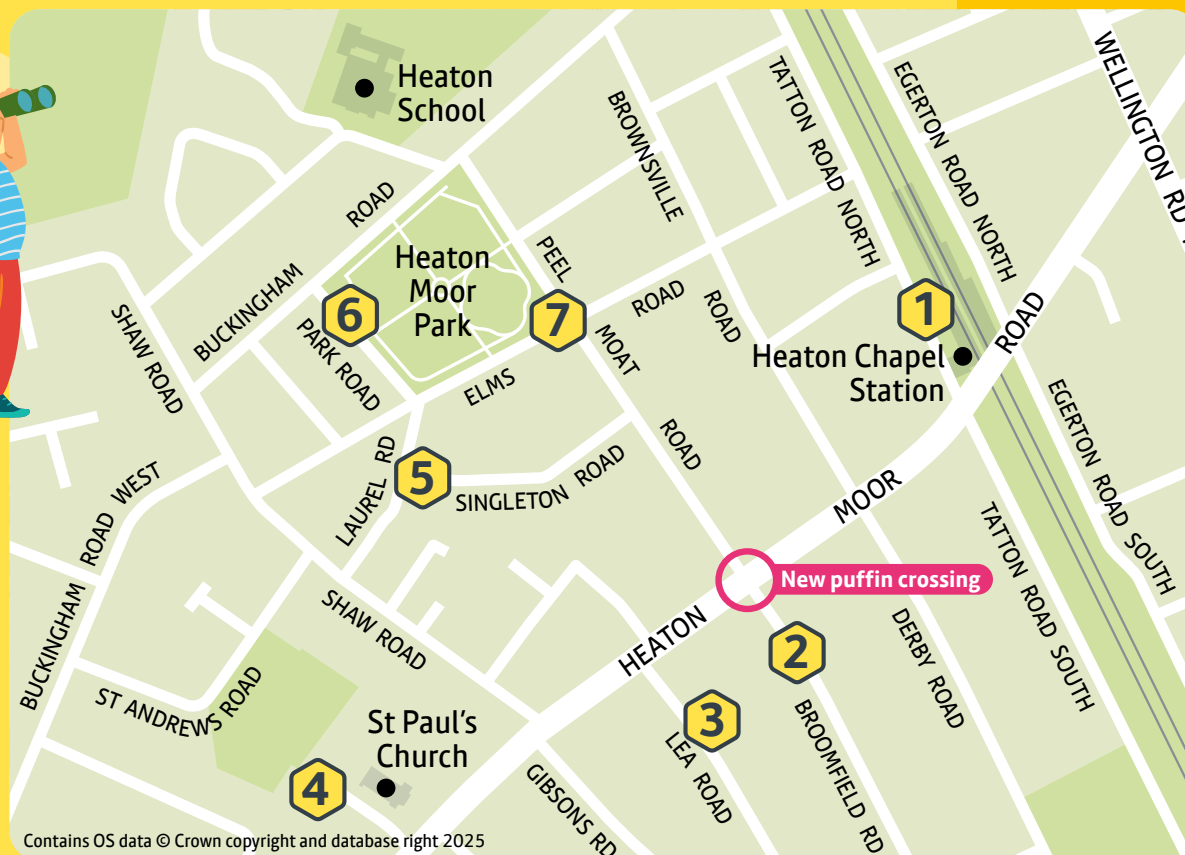 Heaton
School
WELLINGTON RD
TATTON ROAD NORTH
EGERTON ROAD NORTH
BROWNSVILLE
ROAD
ROAD
BUCKINGHAM
Heaton
Moor
Park
PEEL
MOAT
ROAD
ELMS
ROAD
1
Heaton Chapel
Station
ROAD
MOOR
HEATON
6
7
PARK ROAD
SHAW ROAD
EGERTON ROAD SOUTH
LAUREL RD
5
SINGLETON ROAD
BUCKINGHAM ROAD WEST
TATTON ROAD SOUTH
New puffin crossing
SHAW ROAD
2
DERBY ROAD
ST ANDREWS ROAD
3
LEA ROAD
BROOMFIELD RD
St Paul's
Church
4
GIBSONS RD
Contains OS data © Crown copyright and database right 2025